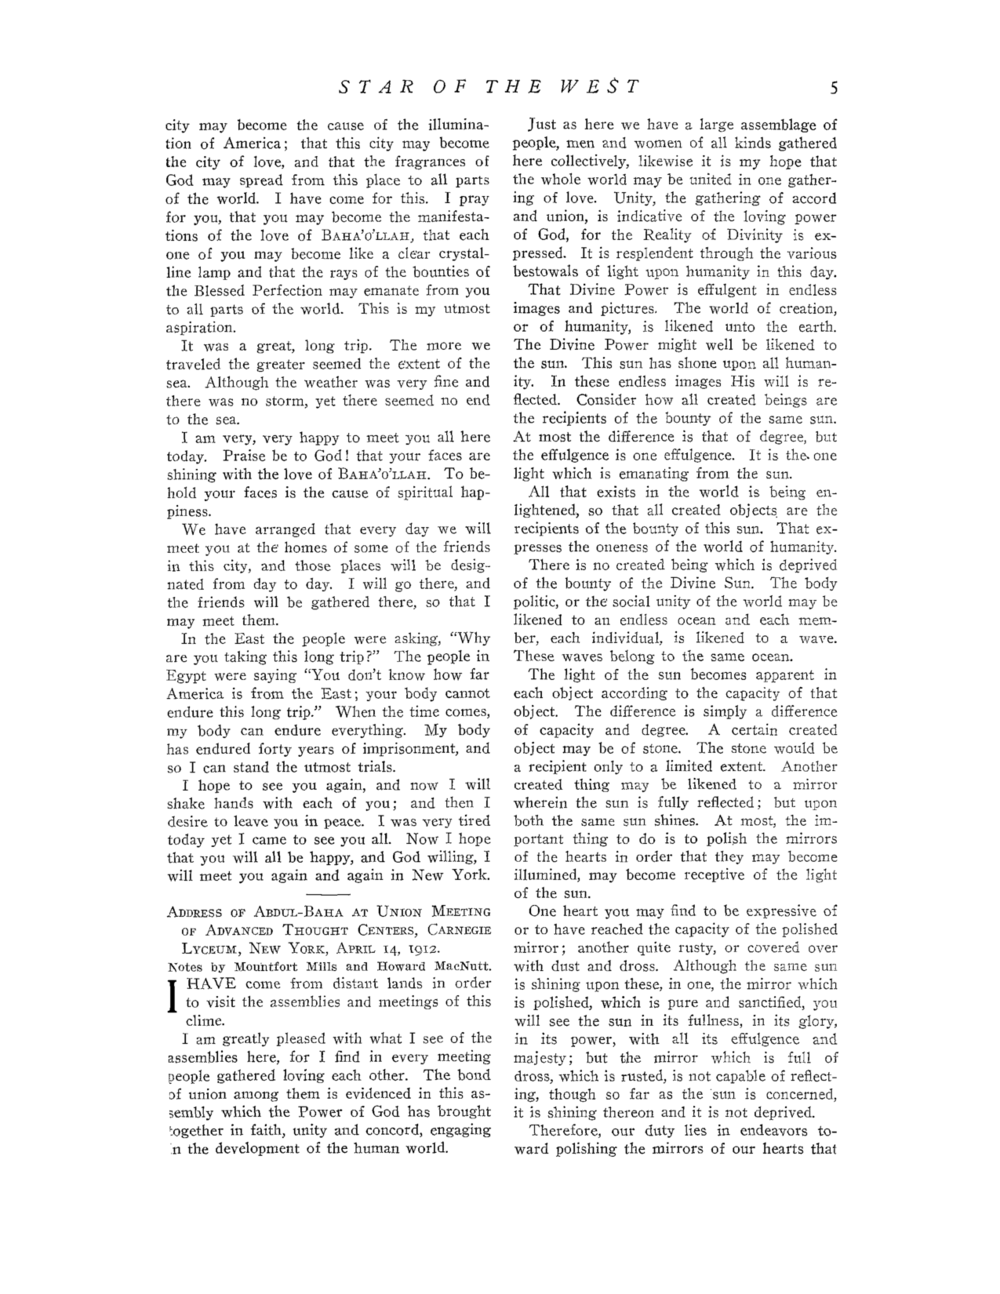 STAR OF THE WEST 5
city may become the cause of the illumina-
tion of America; that this city may become
the city of love, and that the fragrances of
God may spread from this place to all parts
of the world. I have come for this. I pray
for you, that you may become the manifesta-
tions of the love of BAHA'O'LLAH, that each
one of you may become like a clear crystal-
line lamp and that the rays of the bounties of
the Blessed Perfection may emanate from you
to all parts of the world. This is my utmost
aspiration.
It was a great, long trip. The more we
traveled the greater seemed the extent of the
sea. Although the weather was very fine and
there was no storm, yet there seemed no end
to the sea.
I am very, very happy to meet you all here
today. Praise be to God! that your faces are
shining with the love of BAHA'O'LLAH. To be-
hold your faces is the cause of spiritual hap-
piness.
We have arranged that every day we will
meet you at the homes of some of the friends
in this city, and those places will be desig-
nated from day to day. I will go there, and
the friends will be gathered there, so that I
may meet them.
In the East the people were asking, "Why
are you taking this long trip?" The people in
Egypt were saying "You don't know how far
America is from the East; your body cannot
endure this long trip." When the time comes,
my body can endure everything. My body
has endured forty years of imprisonment, and
so I can stand the utmost trials.
I hope to see you again, and now I will
shake hands with each of you; and then I
desire to leave you in peace. I was very tired
today yet I came to see you all. Now I hope
that you will all be happy, and God willing, I
will meet you again and again in New York.
ADDRESS OF ABDUL-BAHA AT UNION MEETING
OF ADVANCED THOUGHT CENTERS, CARNEGIE
LYCEUM, NEW YORK, APRIL 14, 1912.
Notes by Mountfort Mills and Howard MacNutt.
I HAVE come from distant lands in order
to visit the assemblies and meetings of this
clime.
I am greatly pleased with what I see of the
assemblies here, for I find in every meeting
people gathered loving each other. The bond
of union among them is evidenced in this as-
sembly which the Power of God has brought
together in faith, unity and concord, engaging
in the development of the human world.
Just as here we have a large assemblage of
people, men and women of all kinds gathered
here collectively, likewise it is my hope that
the whole world may be united in one gather-
ing of love. Unity, the gathering of accord
and union, is indicative of the loving power
of God, for the Reality of Divinity is ex-
pressed. It is resplendent through the various
bestowals of light upon humanity in this day.
That Divine Power is effulgent in endless
images and pictures. The world of creation,
or of humanity, is likened unto the earth.
The Divine Power might well be likened to
the sun. This sun has shone upon all human-
ity. In these endless images His will is re-
flected. Consider how all created beings are
the recipients of the bounty of the same sun.
At most the difference is that of degree, but
the effulgence is one effulgence. It is the one
light which is emanating from the sun.
All that exists in the world is being en-
lightened, so that all created objects are the
recipients of the bounty of this sun. That ex-
presses the oneness of the world of humanity.
There is no created being which is deprived
of the bounty of the Divine Sun. The body
politic, or the social unity of the world may be
likened to an endless ocean and each mem-
ber, each individual, is likened to a wave.
These waves belong to the same ocean.
The light of the sun becomes apparent in
each object according to the capacity of that
object. The difference is simply a difference
of capacity and degree. A certain created
object may be of stone. The stone would be
a recipient only to a limited extent. Another
created thing may be likened to a mirror
wherein the sun is fully reflected; but upon
both the same sun shines. At most, the im-
portant thing to do is to polish the mirrors
of the hearts in order that they may become
illumined, may become receptive of the light
of the sun.
One heart you may find to be expressive of
or to have reached the capacity of the polished
mirror; another quite rusty, or covered over
with dust and dross. Although the same sun
is shining upon these, in one, the mirror which
is polished, which is pure and sanctified, you
will see the sun in its fullness, in its glory,
in its power, with all its effulgence and
majesty; but the mirror which is full of
dross, which is rusted, is not capable of reflect-
ing, though so far as the sun is concerned,
it is shining thereon and it is not deprived.
Therefore, our duty lies in endeavors to-
ward polishing the mirrors of our hearts that